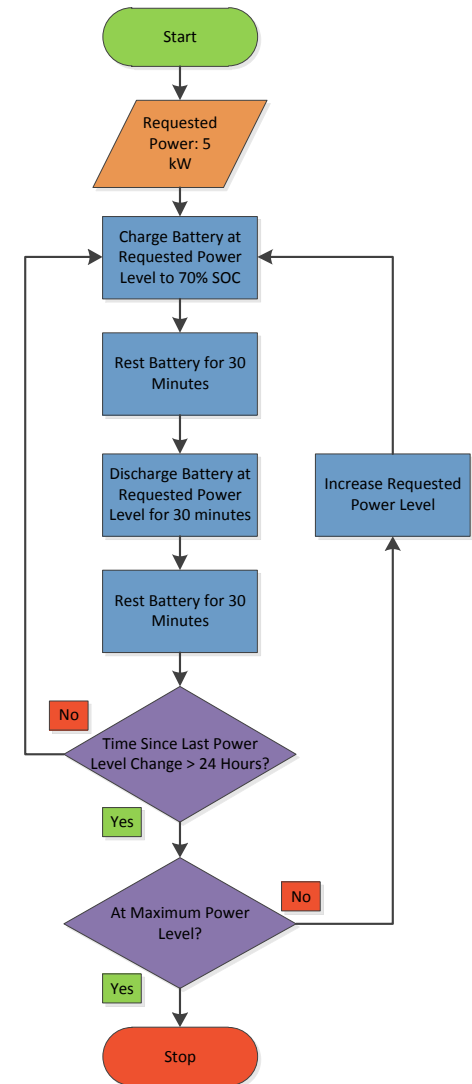 Start
Requested
Power: 5
kW
Charge Battery at
Requested Power
Level to 70% SOC
Rest Battery for 30
Minutes
Discharge Battery at
Requested Power
Level for 30 minutes
Increase Requested
Power Level
Rest Battery for 30
Minutes
No
Time Since Last Power
Level Change > 24 Hours?
Yes
No
At Maximum Power
Level?
Yes
Stop